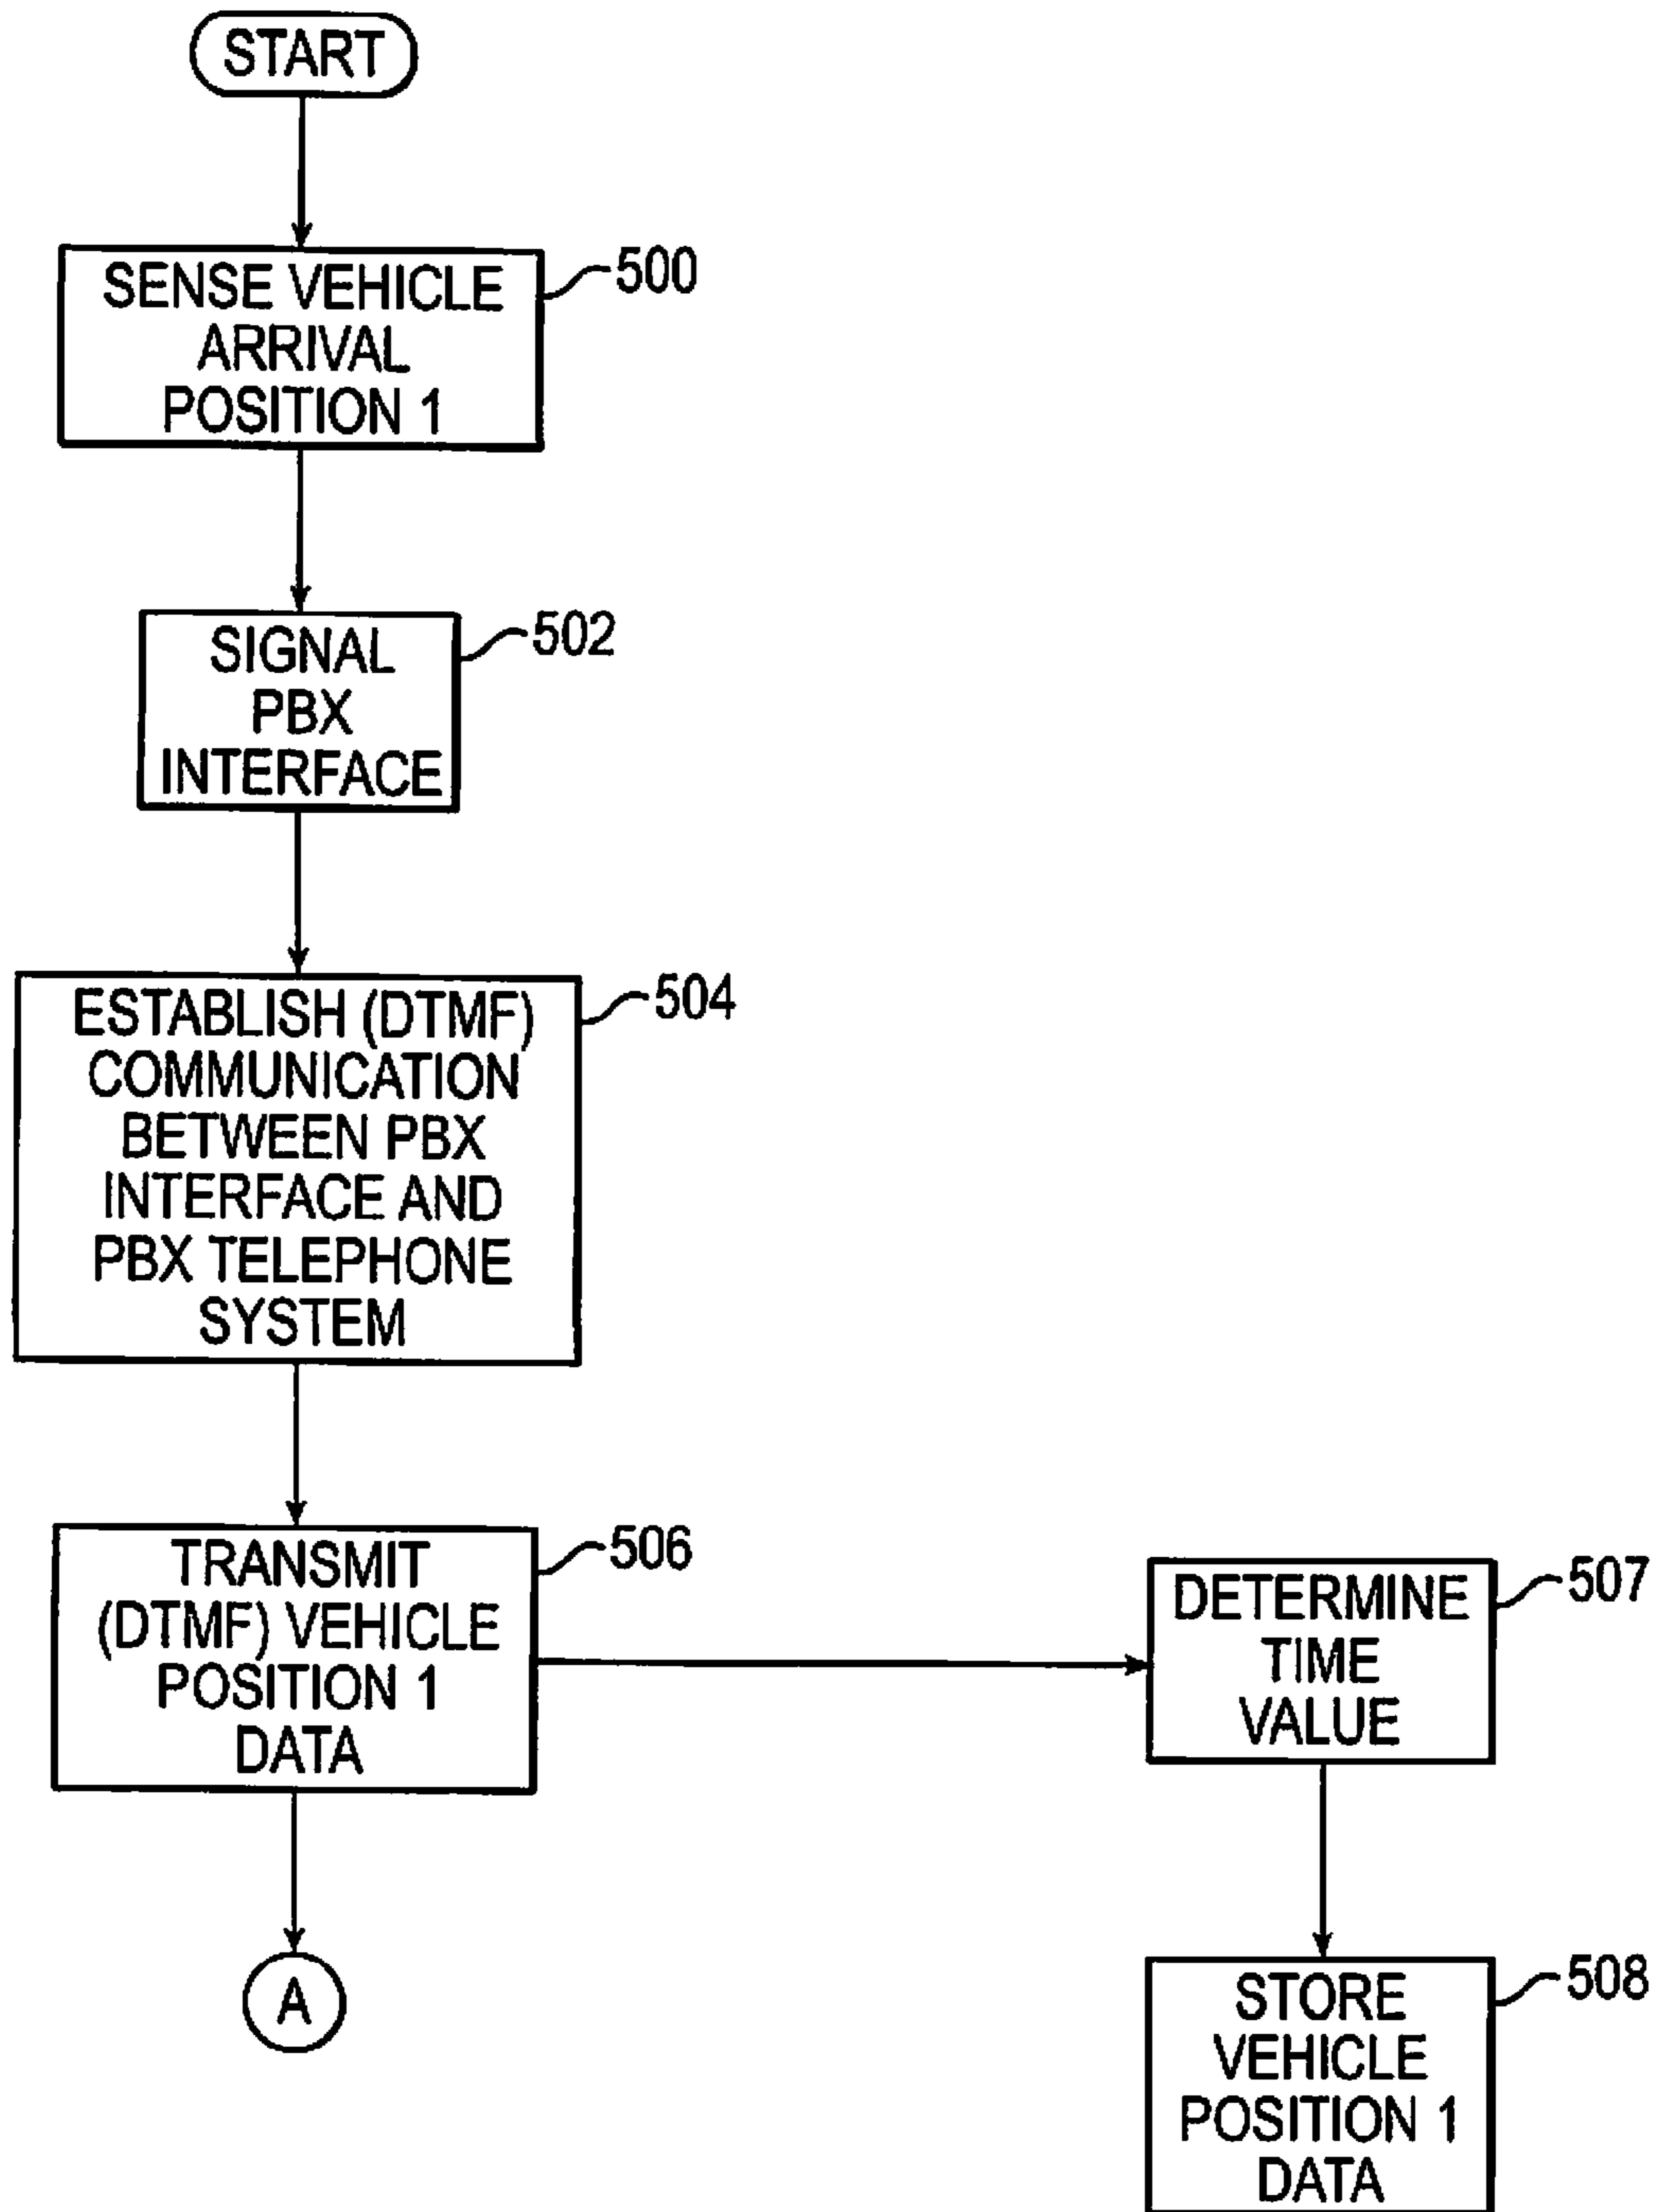 START
SENSE VEHICLE
ARRIVAL
POSITION 1
500
SIGNAL
PBX
INTERFACE
502
ESTABLISH (DTMF)
COMMUNICATION
BETWEEN PBX
INTERFACE AND
PBX TELEPHONE
SYSTEM
504
TRANSMIT
(DTMF) VEHICLE
POSITION 1
DATA
506
DETERMINE
TIME
VALUE
507
A
STORE
VEHICLE
POSITION 1
DATA
508